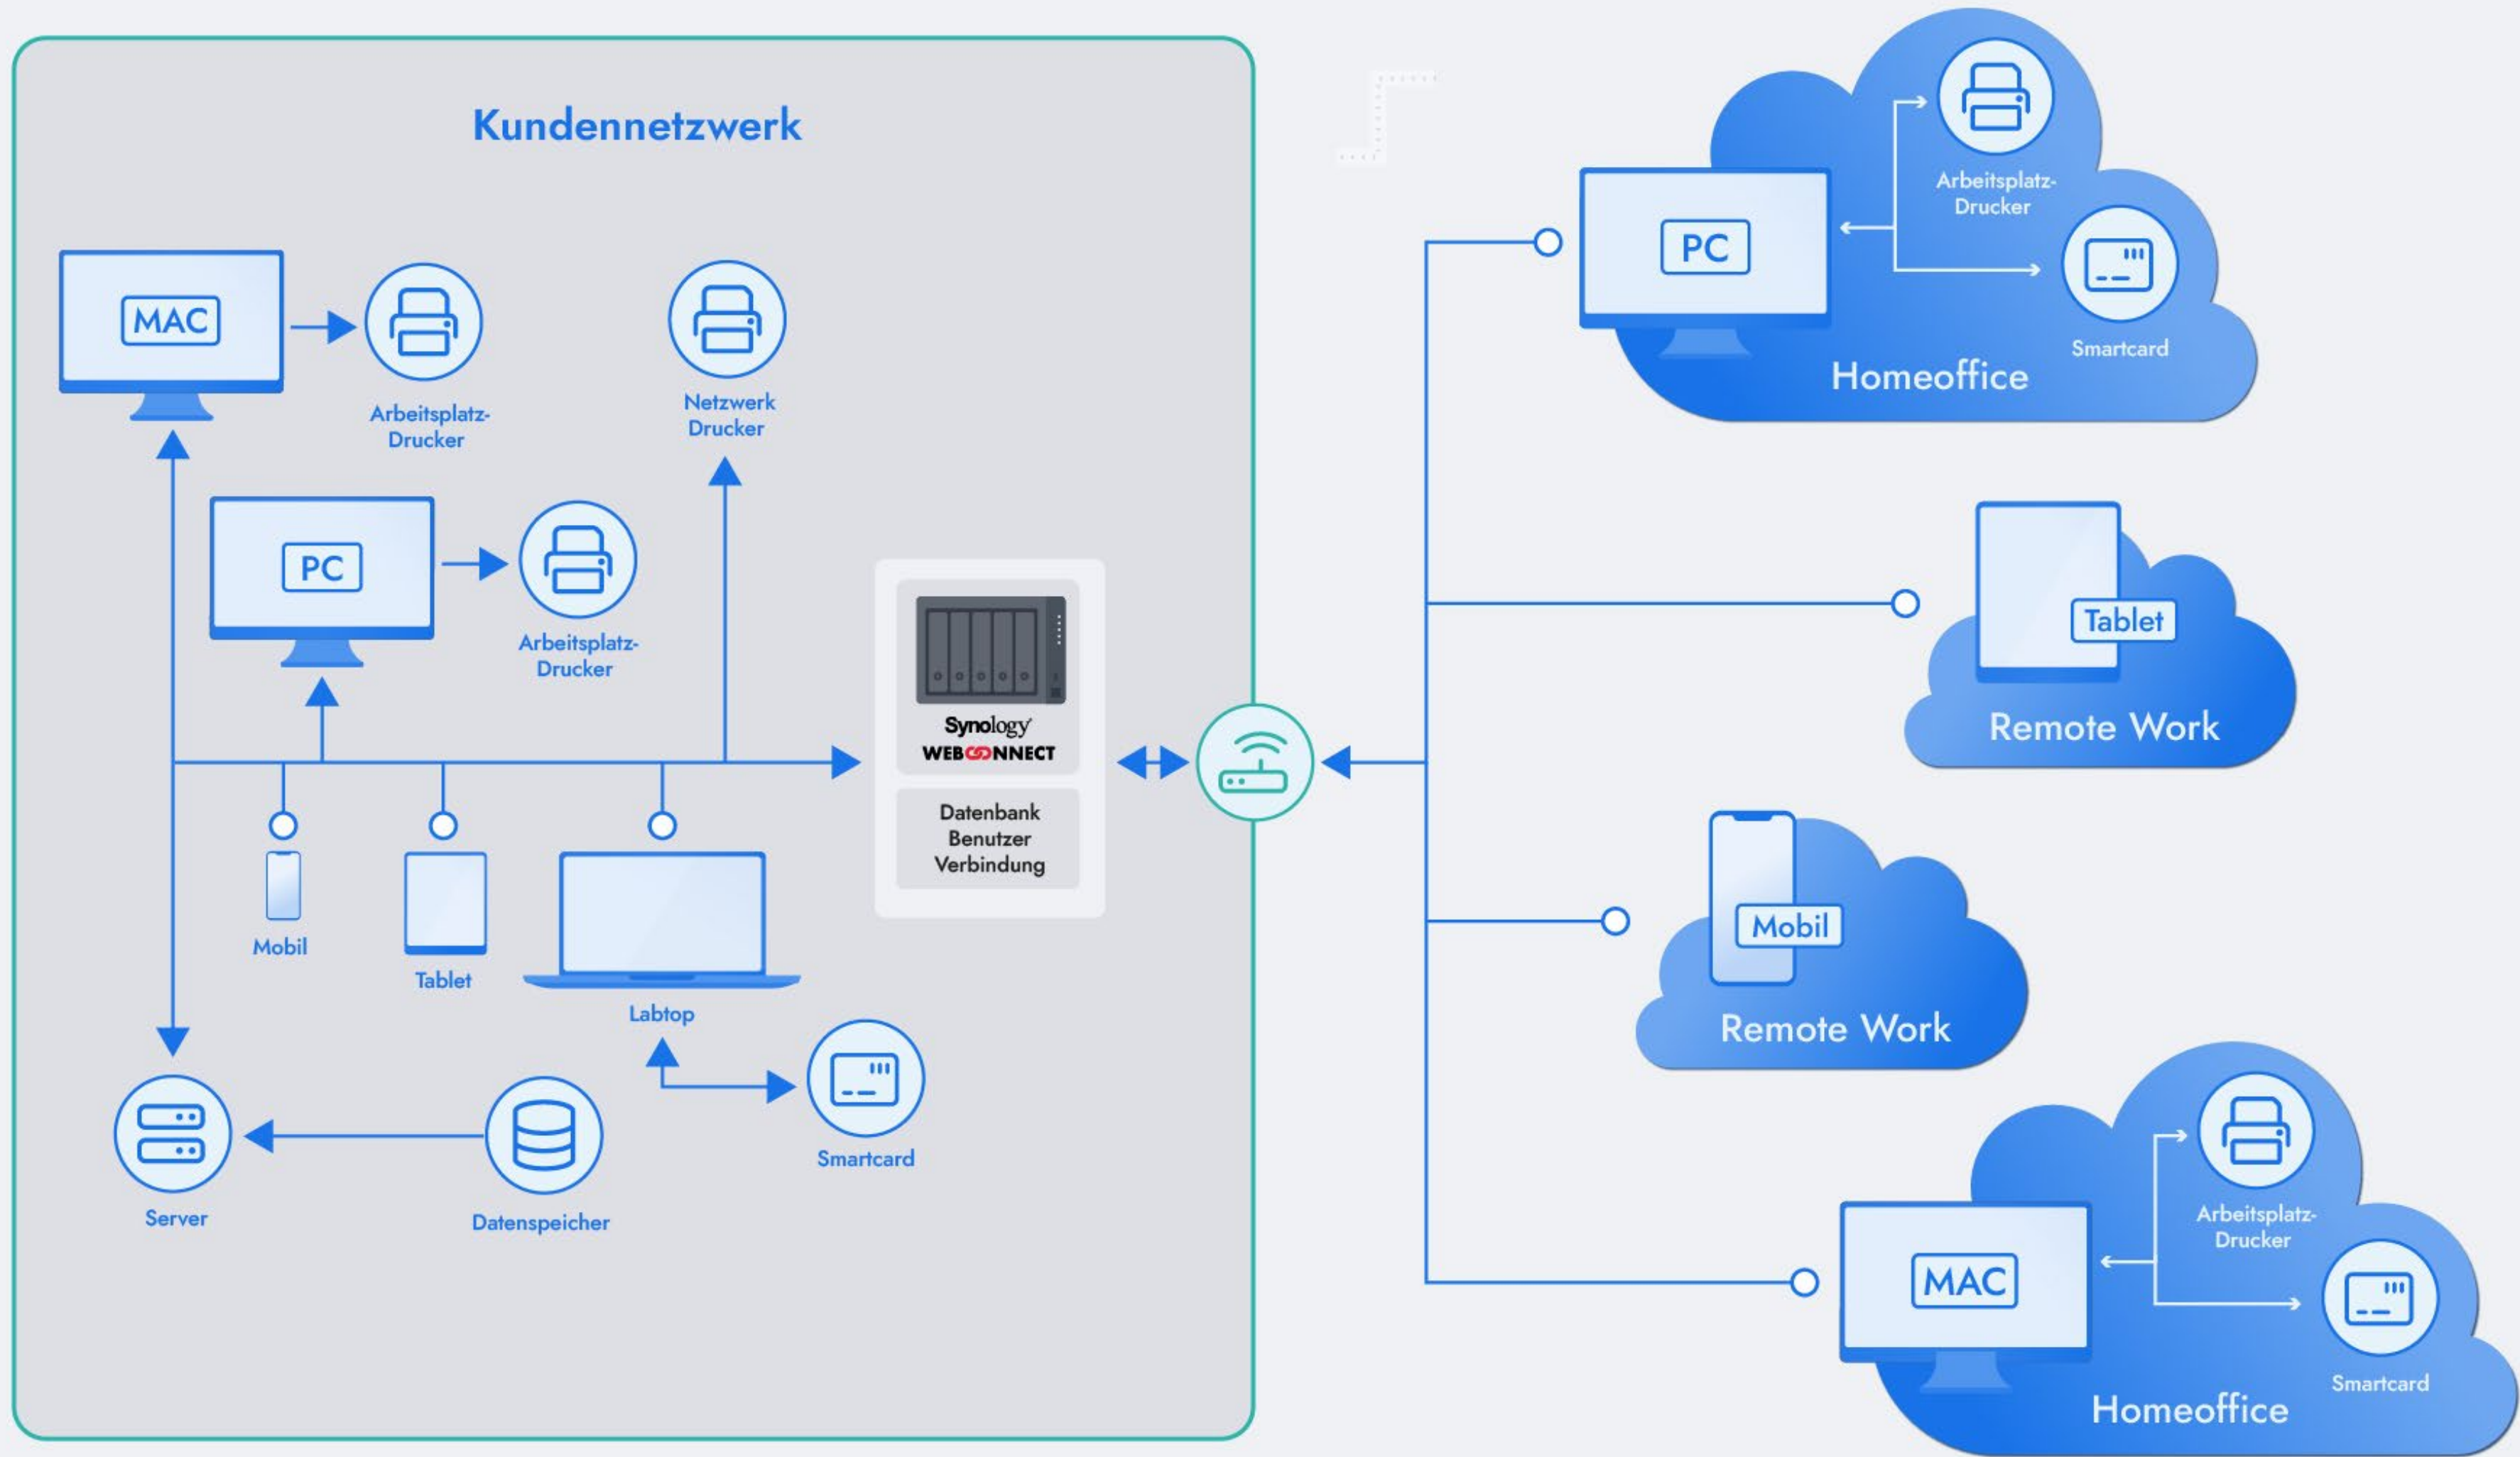 Kundennetzwerk
MAC
Arbeitsplatz-
Drucker
Netzwerk
Drucker
PC
Arbeitsplatz-
Drucker
Synology
WEBCONNECT
Datenbank
Benutzer
Verbindung
Mobil
Tablet
Labtop
Smartcard
Server
Datenspeicher
PC
Arbeitsplatz-
Drucker
Smartcard
Homeoffice
Tablet
Remote Work
Mobil
Remote Work
MAC
Arbeitsplatz-
Drucker
Smartcard
Homeoffice